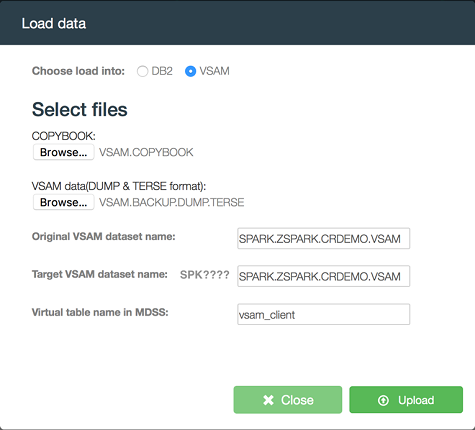 Load data
Choose load into: DB2 VSAM
Select files
COPYBOOK:
Browse... VSAM.COPYBOOK
VSAM data(DUMP & TERSE format):
Browse... VSAM.BACKUP.DUMP.TERSE
Original VSAM dataset name: SPARK.ZSPARK.CRDEMO.VSAM
Target VSAM dataset name: SPK???? SPARK.ZSPARK.CRDEMO.VSAM
Virtual table name in MDSS: vsam_client
Close Upload